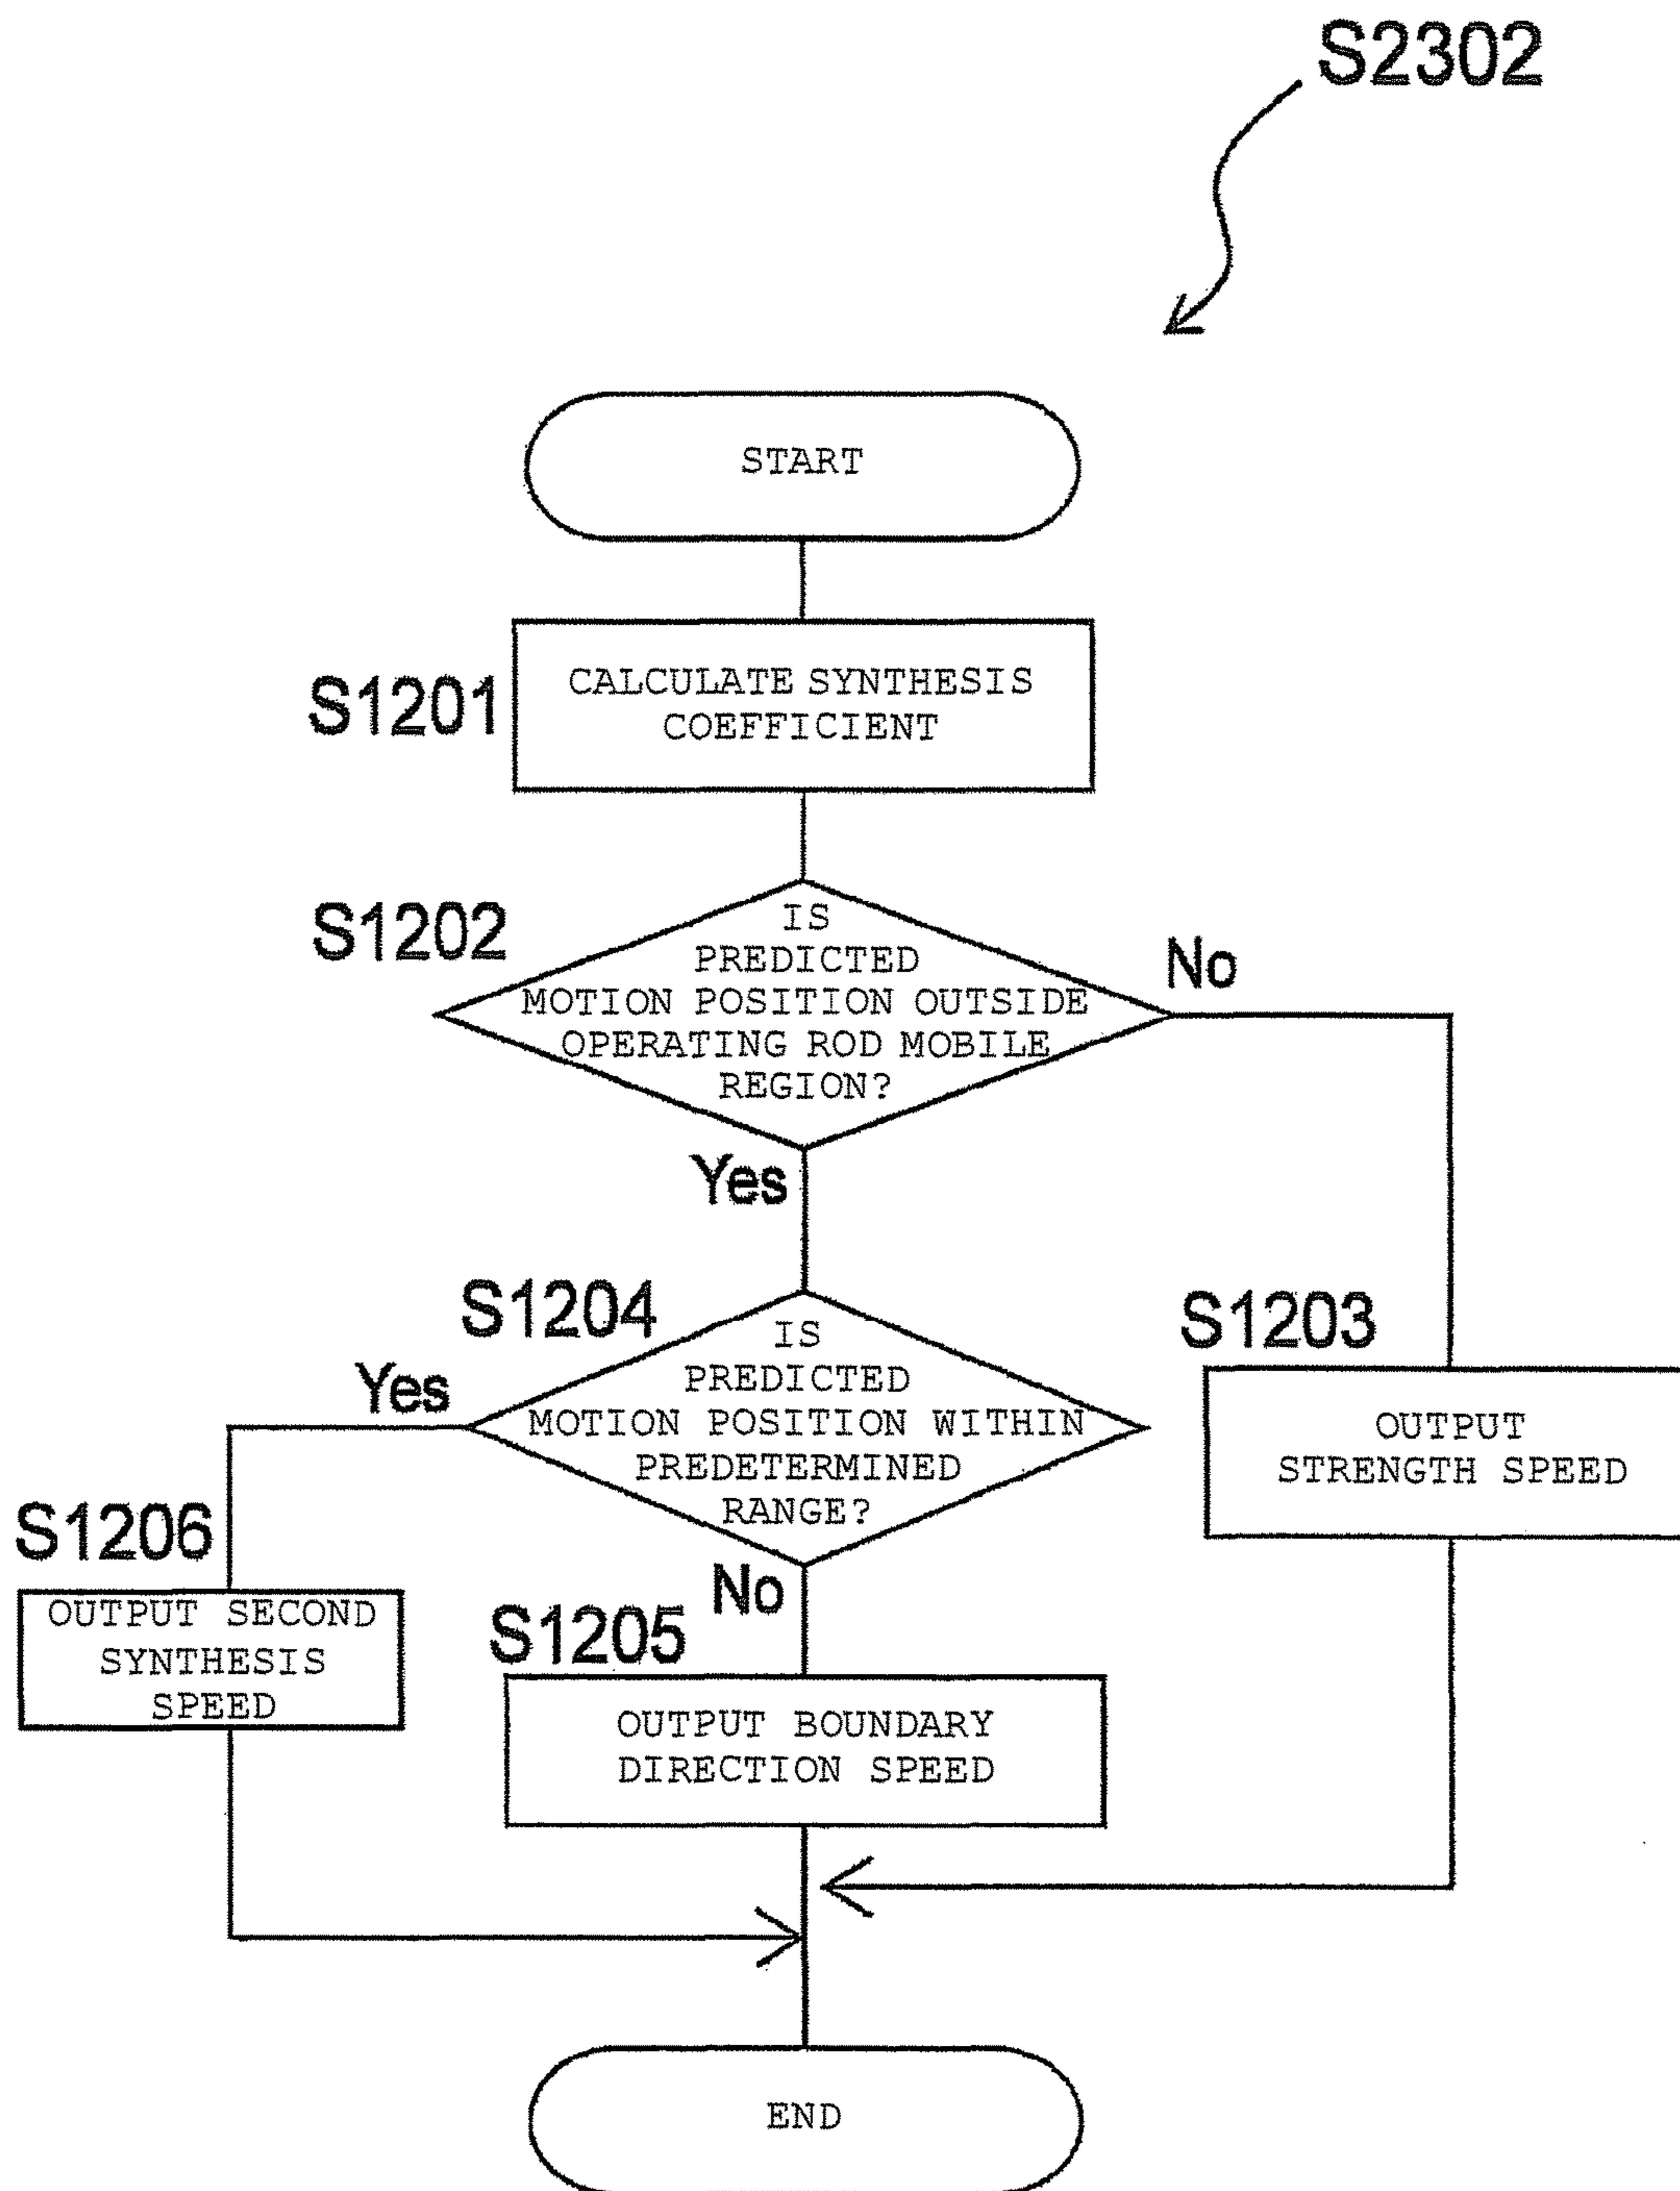 S2302
START
S1201
CALCULATE SYNTHESIS
COEFFICIENT
S1202
IS
PREDICTED
MOTION POSITION OUTSIDE
OPERATING ROD MOBILE
REGION?
No
Yes
S1204
IS
PREDICTED
MOTION POSITION WITHIN
PREDETERMINED
RANGE?
Yes
No
S1203
OUTPUT
STRENGTH SPEED
S1206
OUTPUT SECOND
SYNTHESIS
SPEED
S1205
OUTPUT BOUNDARY
DIRECTION SPEED
END